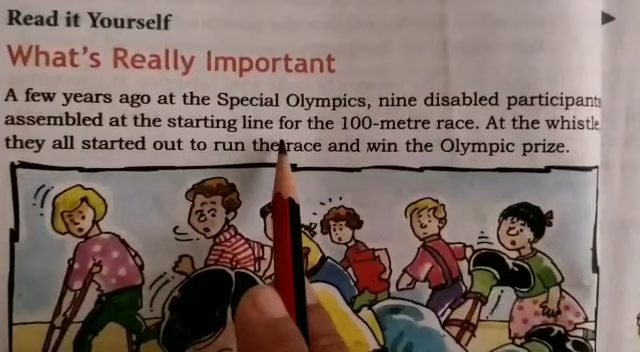 Read it Yourself
What's Really Important
A few years ago at the Special Olympics, nine disabled participants
assembled at the starting line for the 100-metre race. At the whistle
they all started out to run the race and win the Olympic prize.